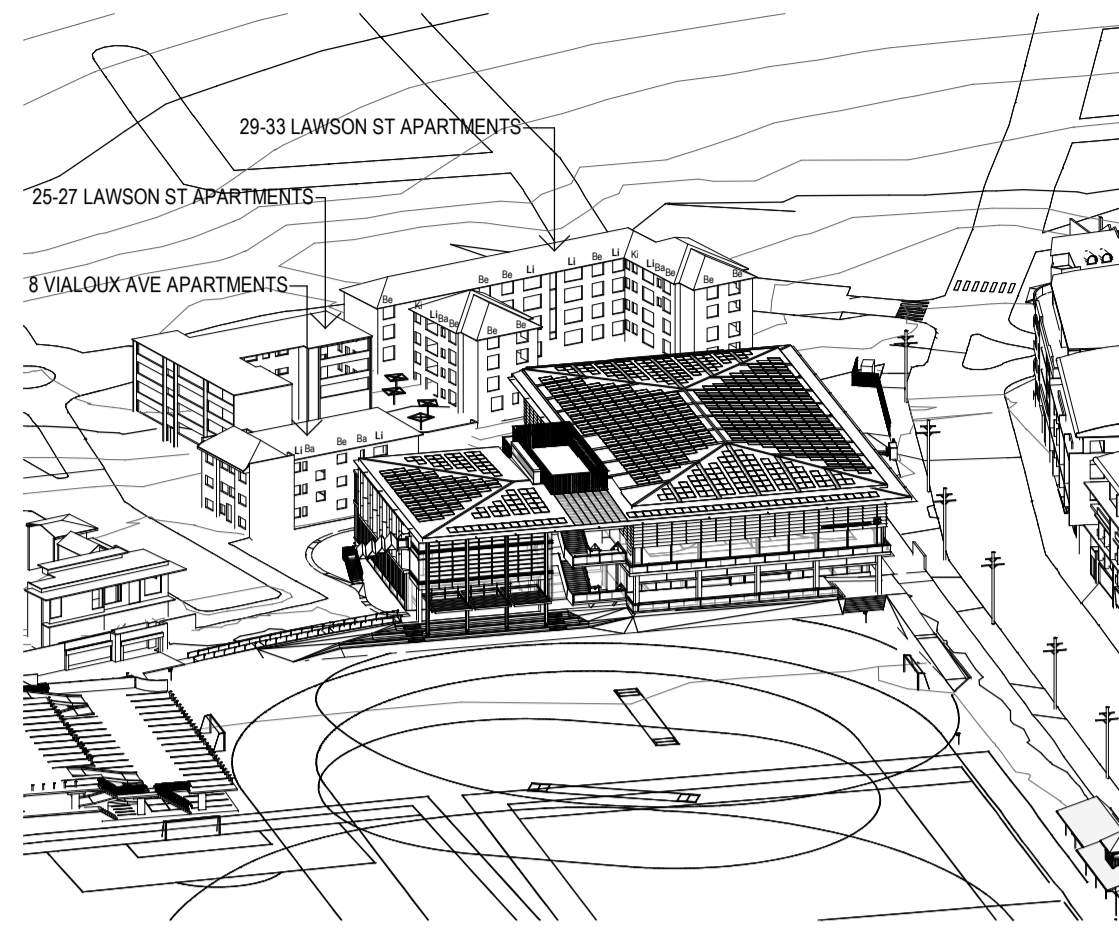 29-33 LAWSON ST APARTMENTS
25-27 LAWSON ST APARTMENTS
8 VIALOUX AVE APARTMENTS
Be Be Li Li Be Li Ki Li Ba Be Be Be
Be Ki Li Ba Be Be Be
Li Ba Be Ba Li